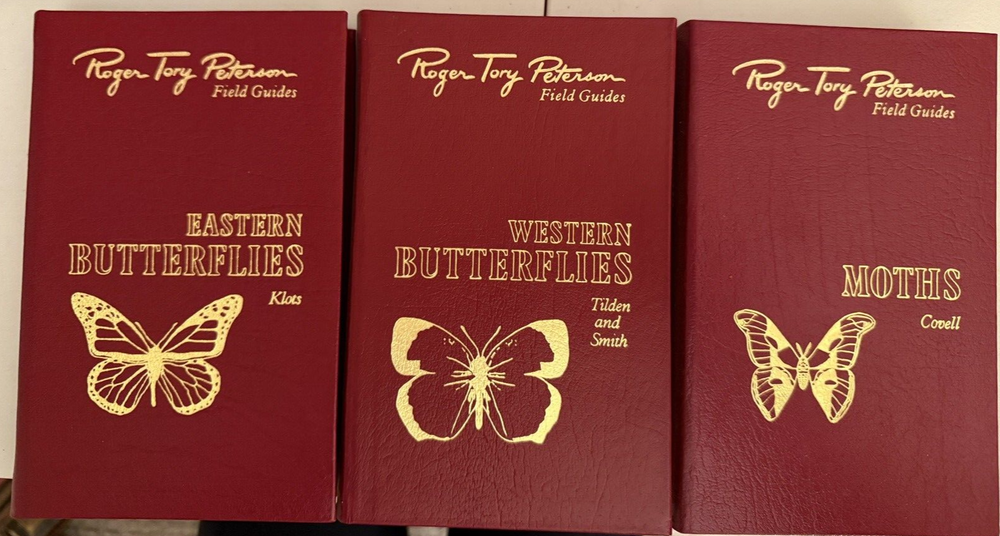 Roger Tory Peterson
Field Guides
EASTERN
BUTTERFLIES
Klots
Roger Tory Peterson
Field Guides
WESTERN
BUTTERFLIES
Tilden
and
Smith
Roger Tory Peterson
Field Guides
MOTHS
Covell